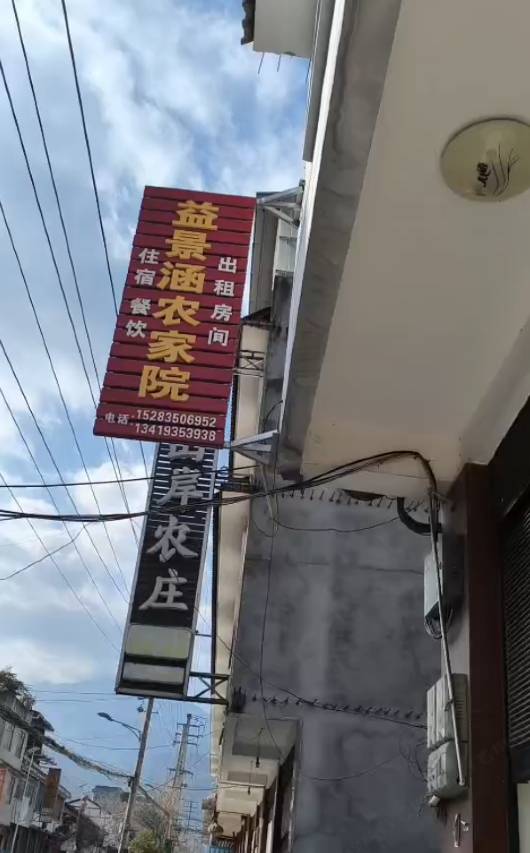 益景涵农家院
住宿 餐饮
出租房间
电话:15283506952
13419353938
岸农庄